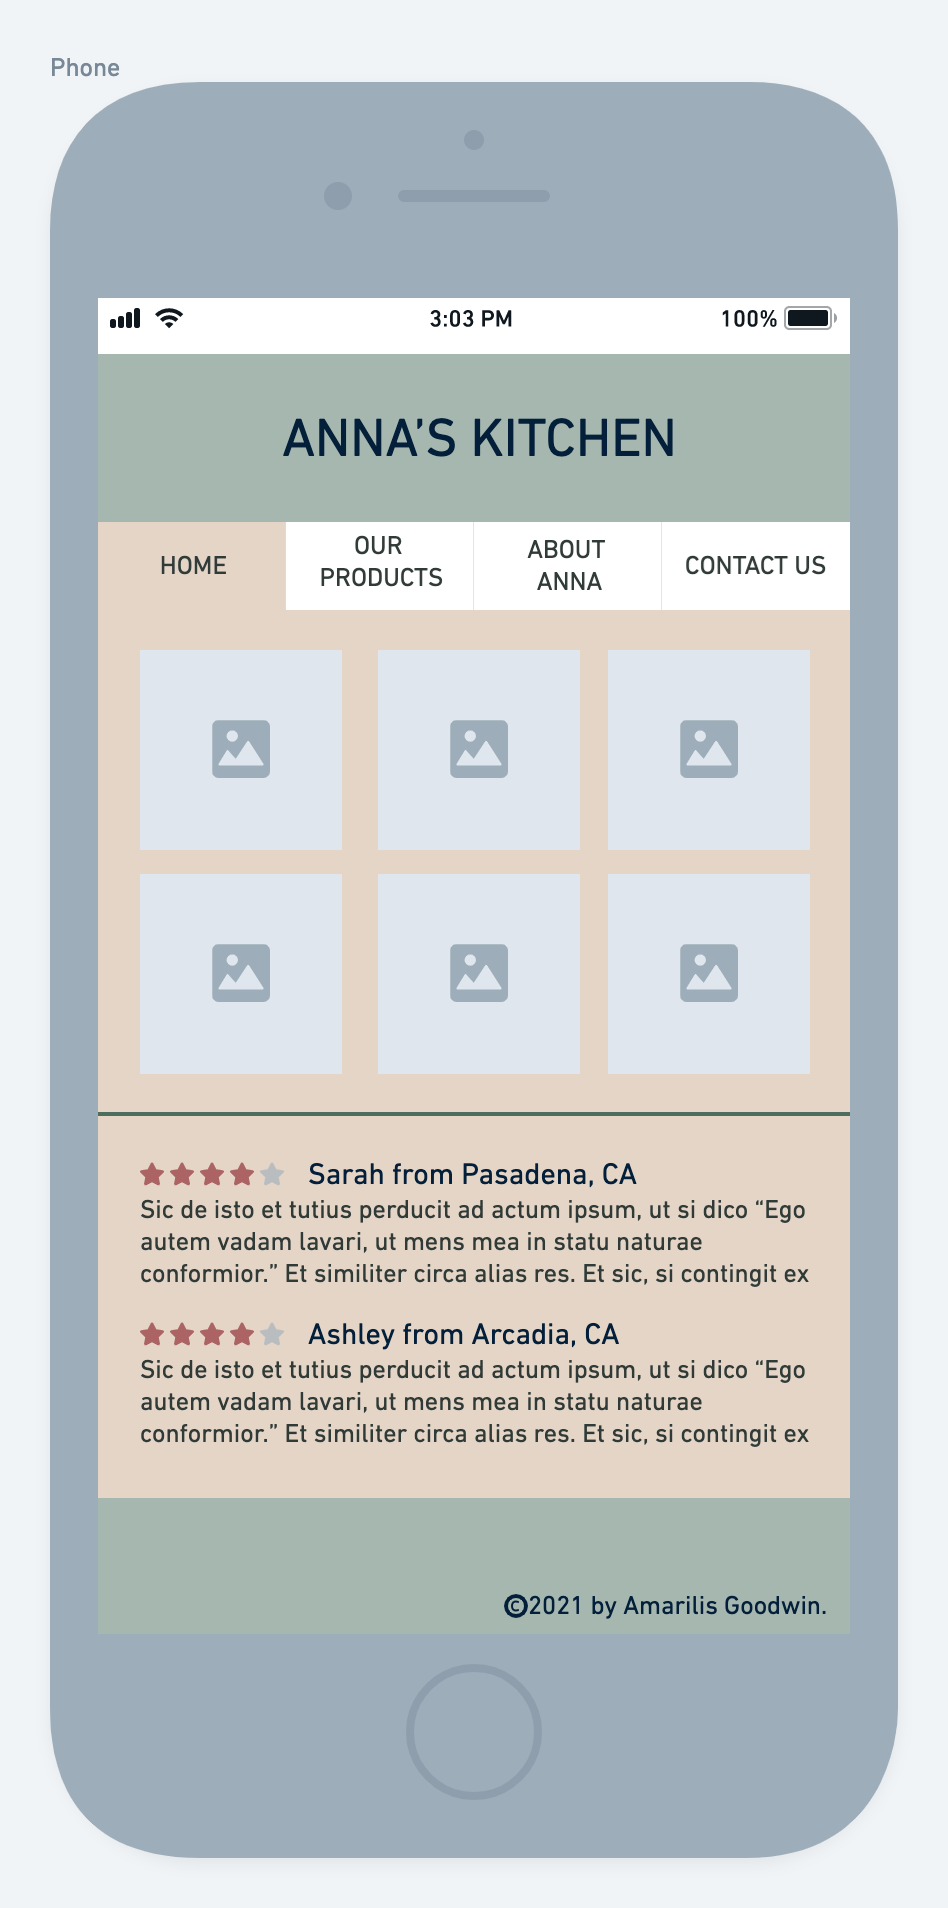 Phone
3:03 PM 100%
ANNA’S KITCHEN
HOME
OUR
PRODUCTS
ABOUT
ANNA
CONTACT US
Sarah from Pasadena, CA
Sic de isto et tutius perducit ad actum ipsum, ut si dico “Ego
autem vadam lavari, ut mens mea in statu naturae
conformior.” Et similiter circa alias res. Et sic, si contingit ex
Ashley from Arcadia, CA
Sic de isto et tutius perducit ad actum ipsum, ut si dico “Ego
autem vadam lavari, ut mens mea in statu naturae
conformior.” Et similiter circa alias res. Et sic, si contingit ex
©2021 by Amarilis Goodwin.